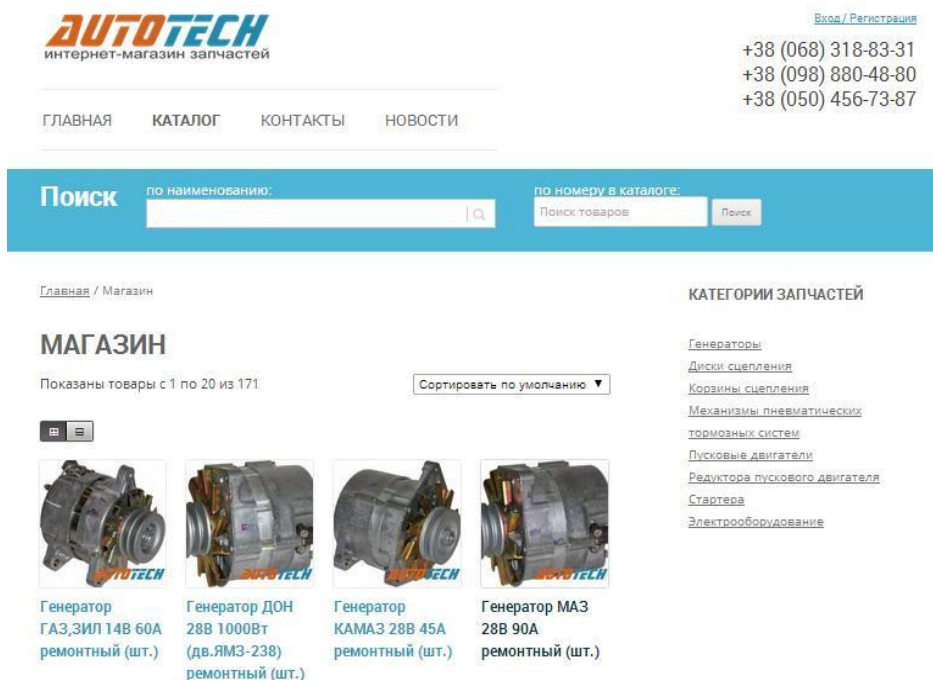 AUTOTECH
интернет-магазин запчастей
Вход / Регистрация
+38 (068) 318-83-31
+38 (098) 880-48-80
+38 (050) 456-73-87
ГЛАВНАЯ КАТАЛОГ КОНТАКТЫ НОВОСТИ
Поиск
по наименованию:
по номеру в каталоге:
Поиск товаров
Поиск
Главная / Магазин
МАГАЗИН
Показаны товары с 1 по 20 из 171
Сортировать по умолчанию ▼
AUTOTECH
AUTOTECH
AUTOTECH
AUTOTECH
Генератор
ГАЗ,ЗИЛ 14В 60А
ремонтный (шт.)
Генератор ДОН
28В 1000Вт
(дв.ЯМЗ-238)
ремонтный (шт.)
Генератор
КАМАЗ 28В 45А
ремонтный (шт.)
Генератор МАЗ
28В 90А
ремонтный (шт.)
КАТЕГОРИИ ЗАПЧАСТЕЙ
Генераторы
Диски сцепления
Корзины сцепления
Механизмы пневматических
тормозных систем
Пусковые двигатели
Редуктора пускового двигателя
Стартера
Электрооборудование